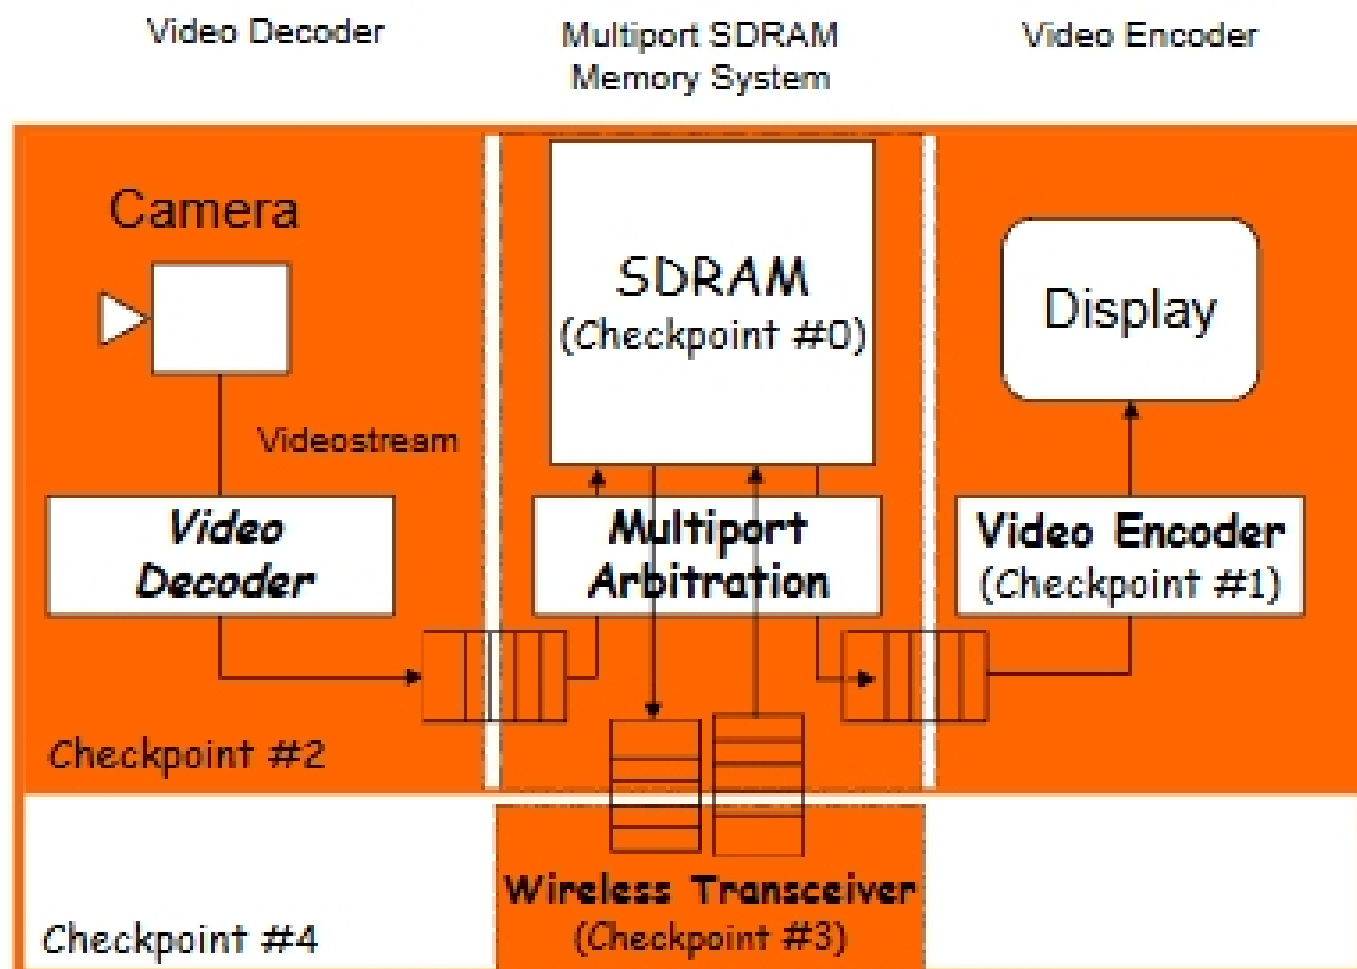 Video Decoder
Multiport SDRAM
Memory System
Video Encoder
Camera
SDRAM
(Checkpoint #0)
Display
Videostream
Video
Decoder
Multiport
Arbitration
Video Encoder
(Checkpoint #1)
Checkpoint #2
Wireless Transceiver
(Checkpoint #3)
Checkpoint #4